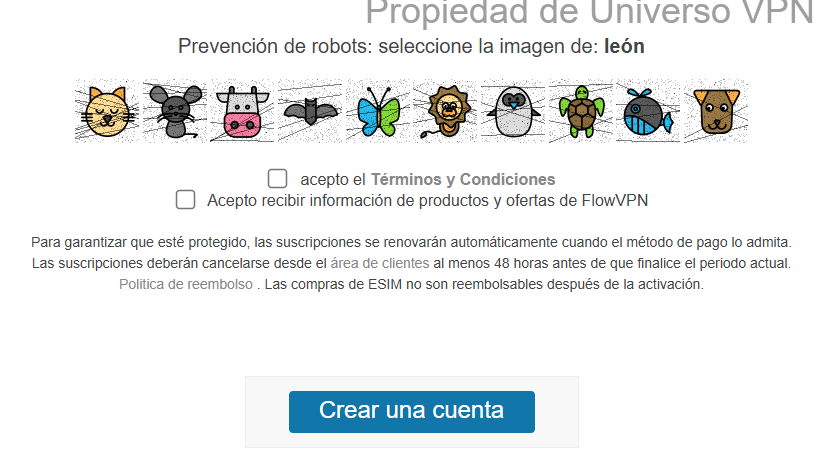 Propiedad de Universo VPN
Prevención de robots: seleccione la imagen de: león
acepto el Términos y Condiciones
Acepto recibir información de productos y ofertas de FlowVPN
Para garantizar que esté protegido, las suscripciones se renovarán automáticamente cuando el método de pago lo admita.
Las suscripciones deberán cancelarse desde el área de clientes al menos 48 horas antes de que finalice el periodo actual.
Politica de reembolso . Las compras de ESIM no son reembolsables después de la activación.
Crear una cuenta